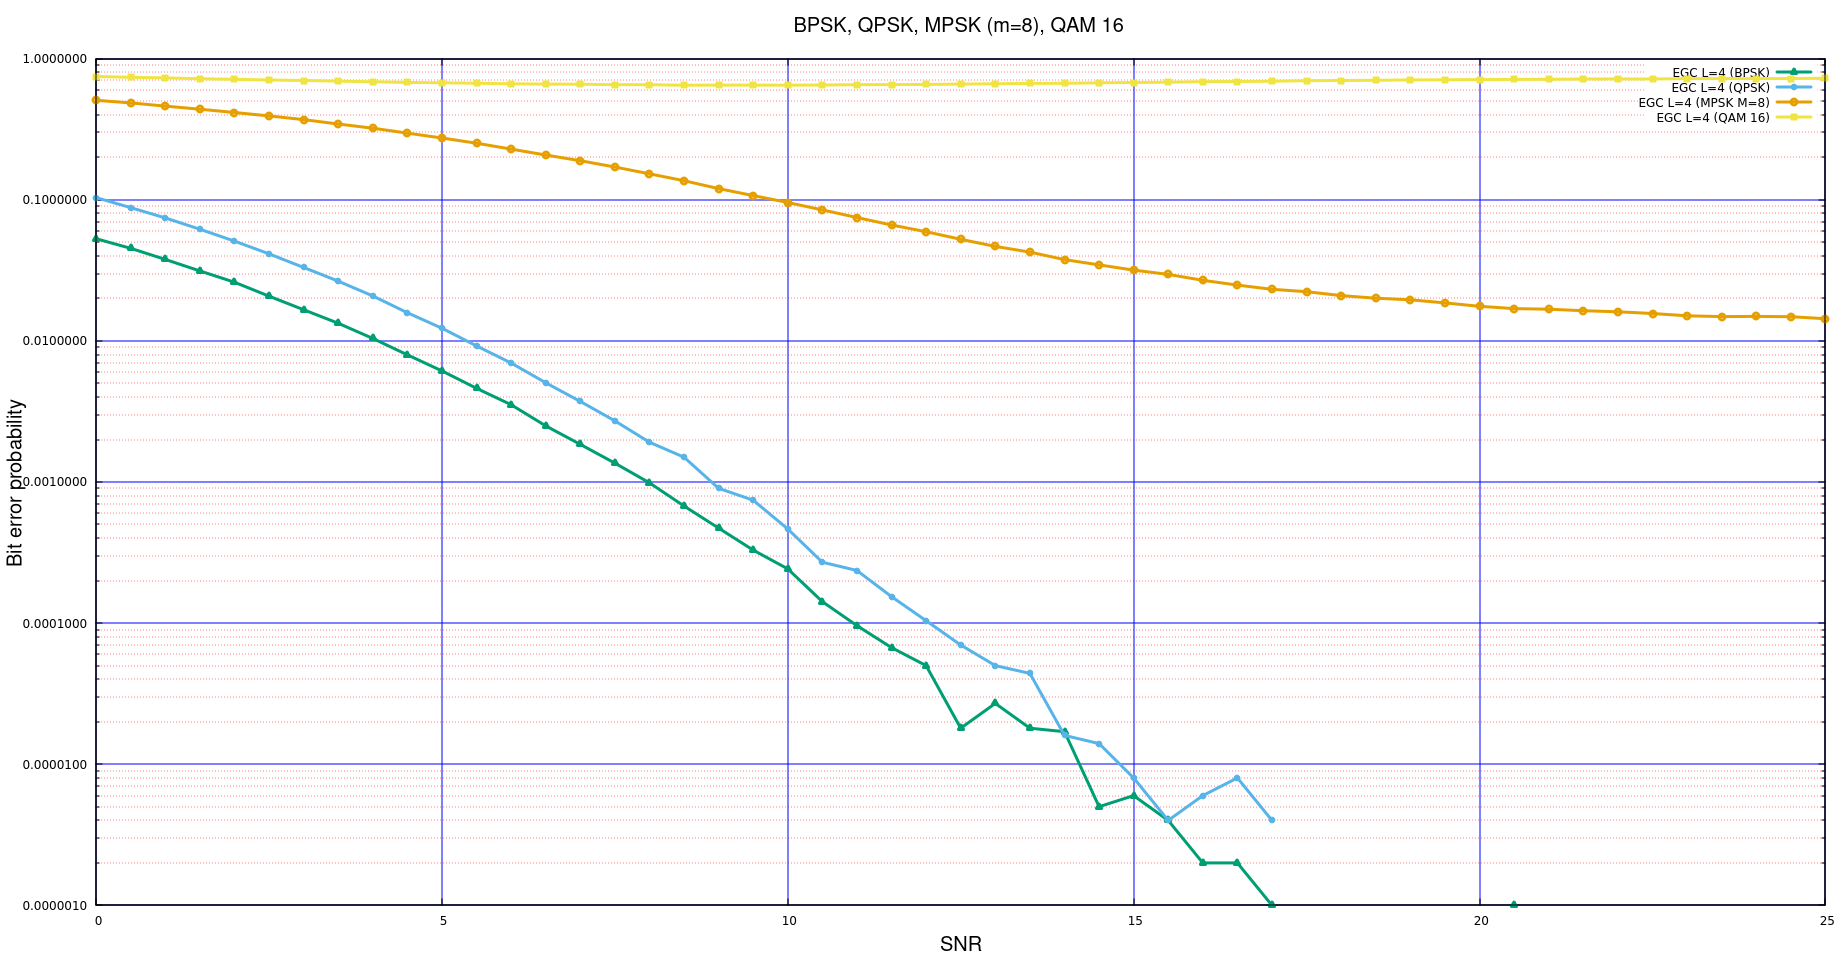 BPSK, QPSK, MPSK (m=8), QAM 16
1.0000000
0.1000000
0.0100000
0.0010000
0.0001000
0.0000100
0.0000010
Bit error probability
EGC L=4 (BPSK)
EGC L=4 (QPSK)
EGC L=4 (MPSK M=8)
EGC L=4 (QAM 16)
0 5 10 15 20 25
SNR